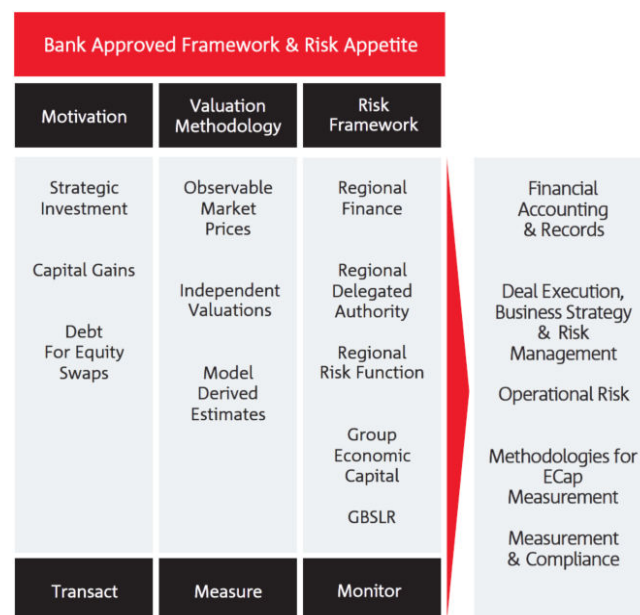 Bank Approved Framework & Risk Appetite
Motivation
Valuation
Methodology
Risk
Framework
Strategic
Investment
Capital Gains
Debt
For Equity
Swaps
Observable
Market
Prices
Independent
Valuations
Model
Derived
Estimates
Regional
Finance
Regional
Delegated
Authority
Regional
Risk Function
Group
Economic
Capital
GBSLR
Financial
Accounting
& Records
Deal Execution,
Business Strategy
& Risk
Management
Operational Risk
Methodologies for
ECap
Measurement
Measurement
& Compliance
Transact
Measure
Monitor